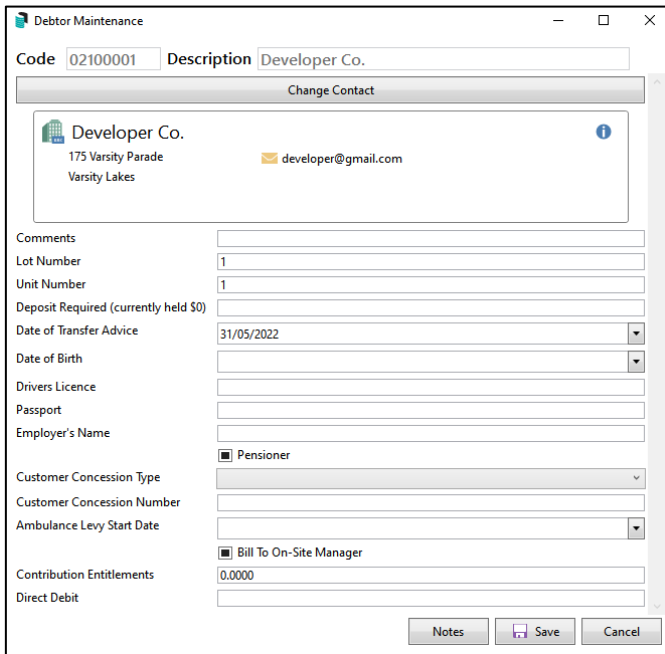 Debtor Maintenance
Code 02100001 Description Developer Co.
Change Contact
Developer Co.
175 Varsity Parade
developer@gmail.com
Varsity Lakes
Comments
Lot Number 1
Unit Number 1
Deposit Required (currently held $0)
Date of Transfer Advice 31/05/2022
Date of Birth
Drivers Licence
Passport
Employer's Name
Pensioner
Customer Concession Type
Customer Concession Number
Ambulance Levy Start Date
Bill To On-Site Manager
Contribution Entitlements 0.0000
Direct Debit
Notes Save Cancel